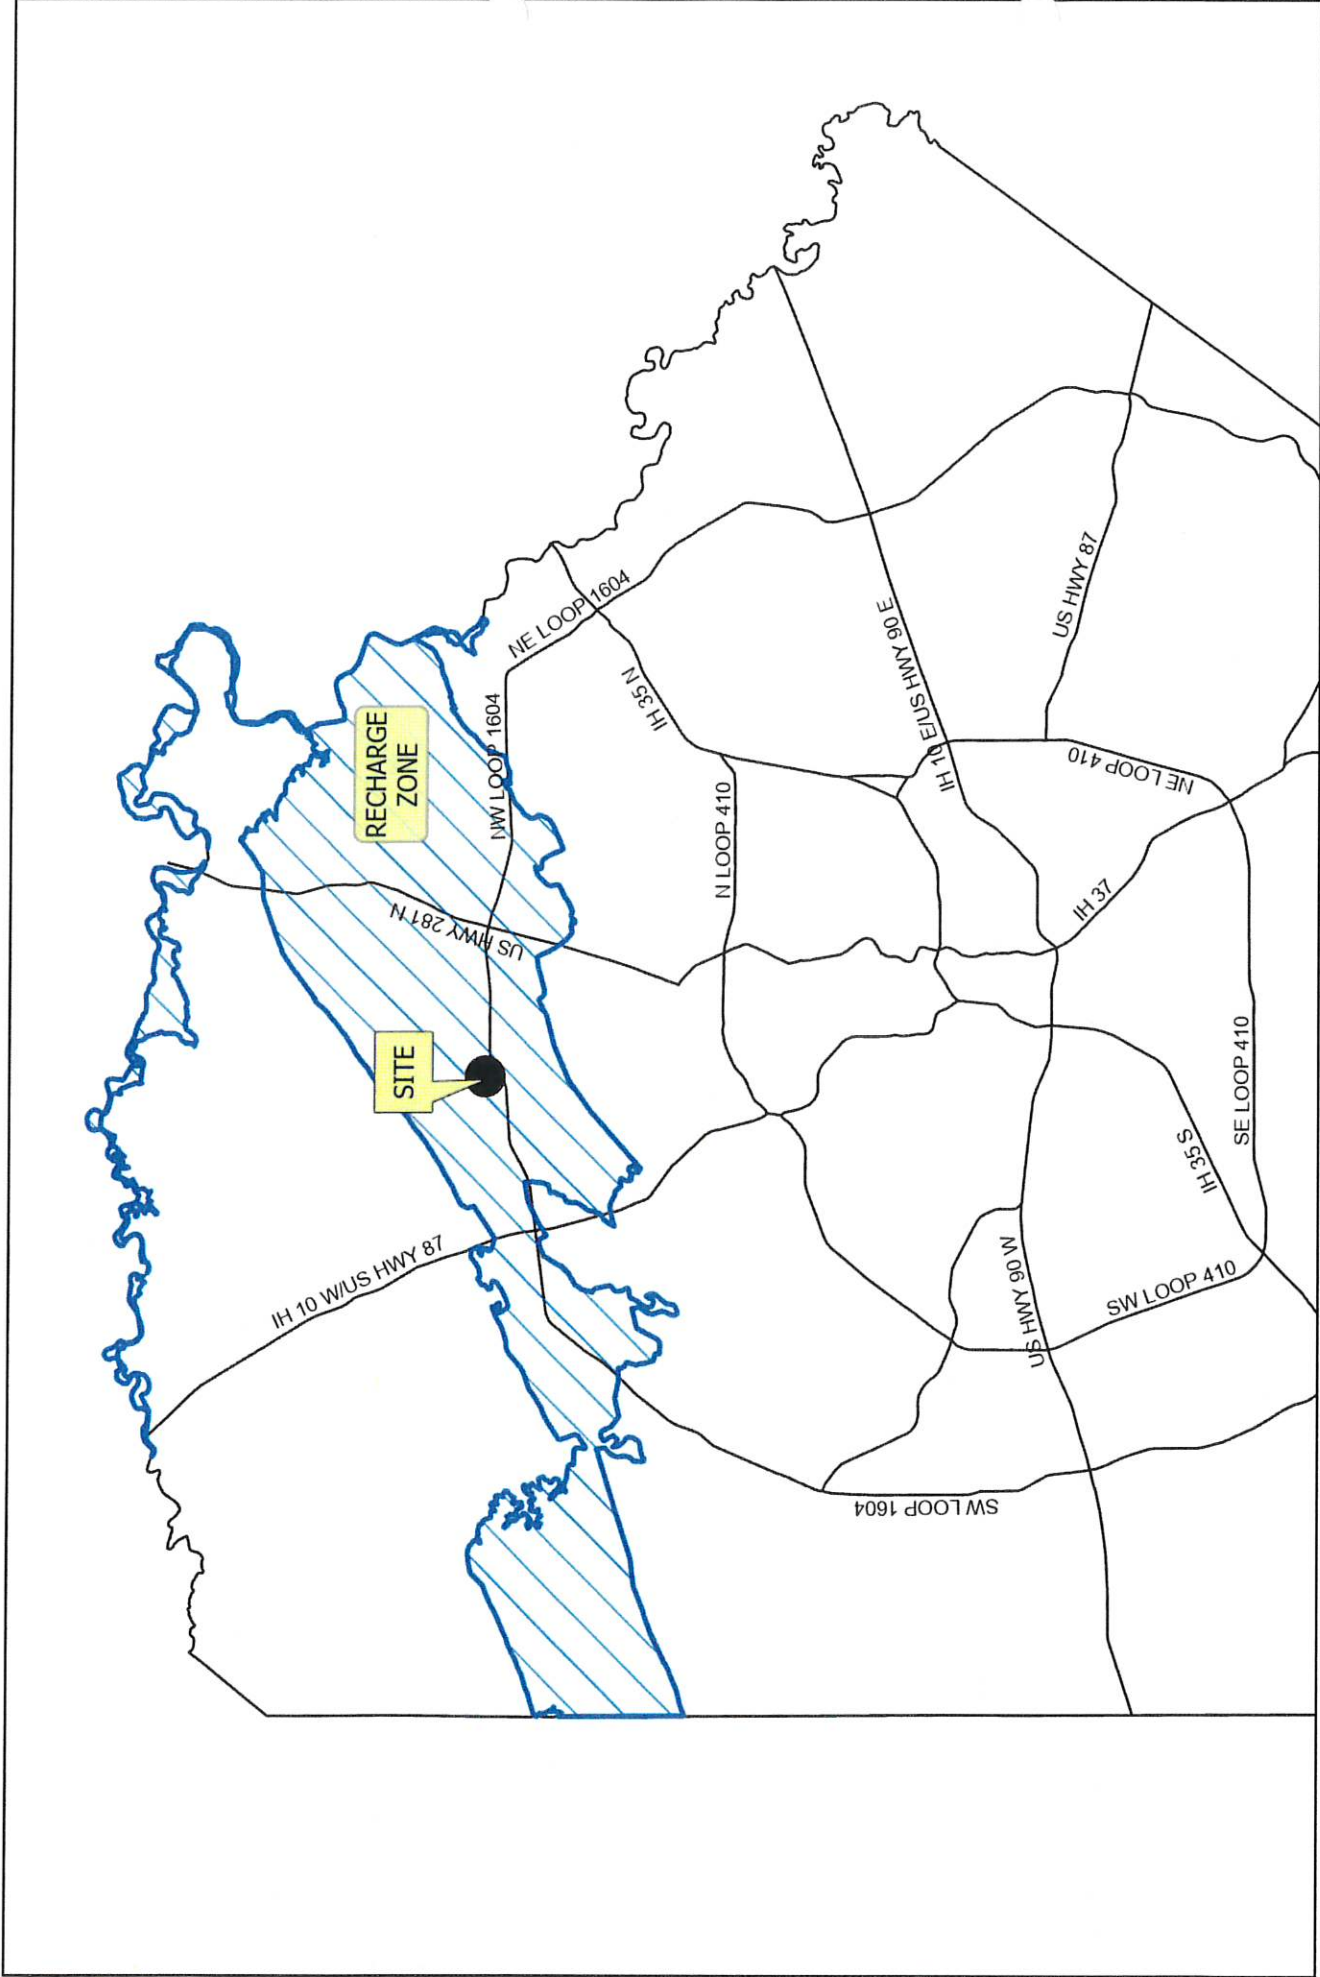 RECHARGE
ZONE
SITE
US HWY 281 N
NW LOOP 1604
NE LOOP 1604
IH 10 W/US HWY 87
IH 35 N
N LOOP 410
IH 10 E/US HWY 90 E
US HWY 87
NE LOOP 410
IH 37
SE LOOP 410
IH 35 S
SW LOOP 410
US HWY 90 W
SW LOOP 1604